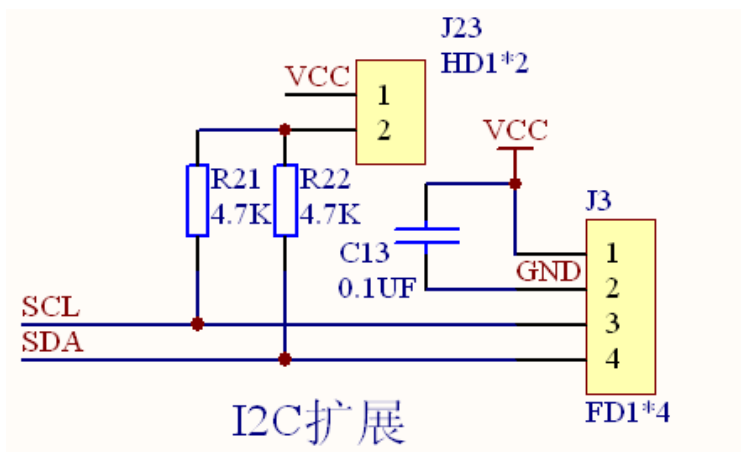 J23
HD1*2
VCC
1
2
VCC
R21
4.7K
R22
4.7K
J3
C13
0.1UF
GND
1
2
3
4
SCL
SDA
FD1*4
I2C扩展